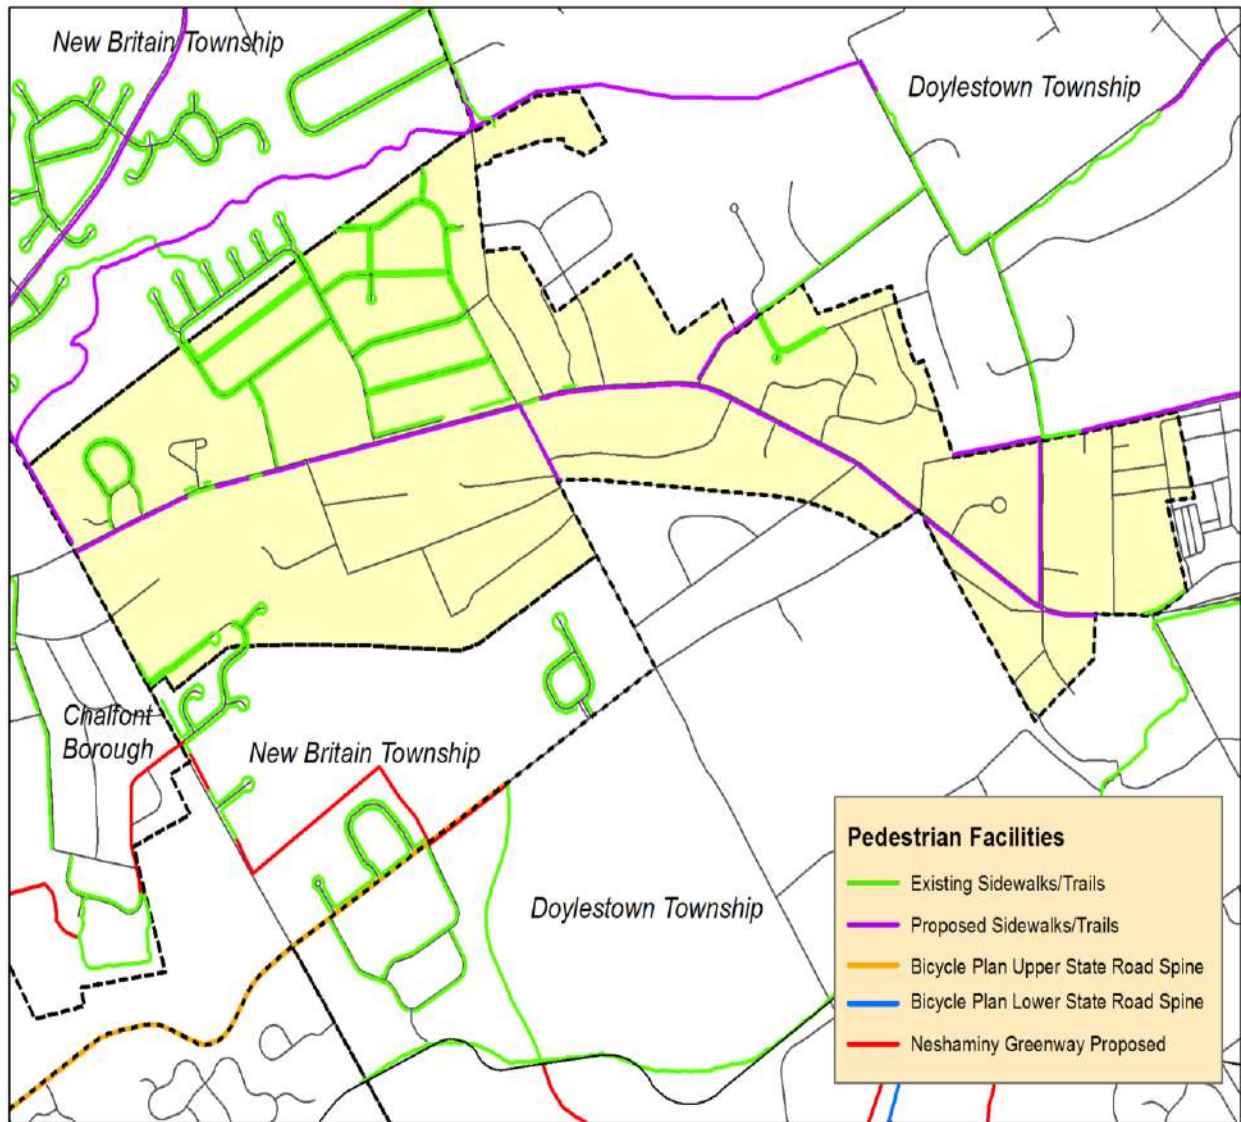 New Britain Township
Doylestown Township
Chalfont
Borough
New Britain Township
Doylestown Township
Pedestrian Facilities
Existing Sidewalks/Trails
Proposed Sidewalks/Trails
Bicycle Plan Upper State Road Spine
Bicycle Plan Lower State Road Spine
Neshaminy Greenway Proposed